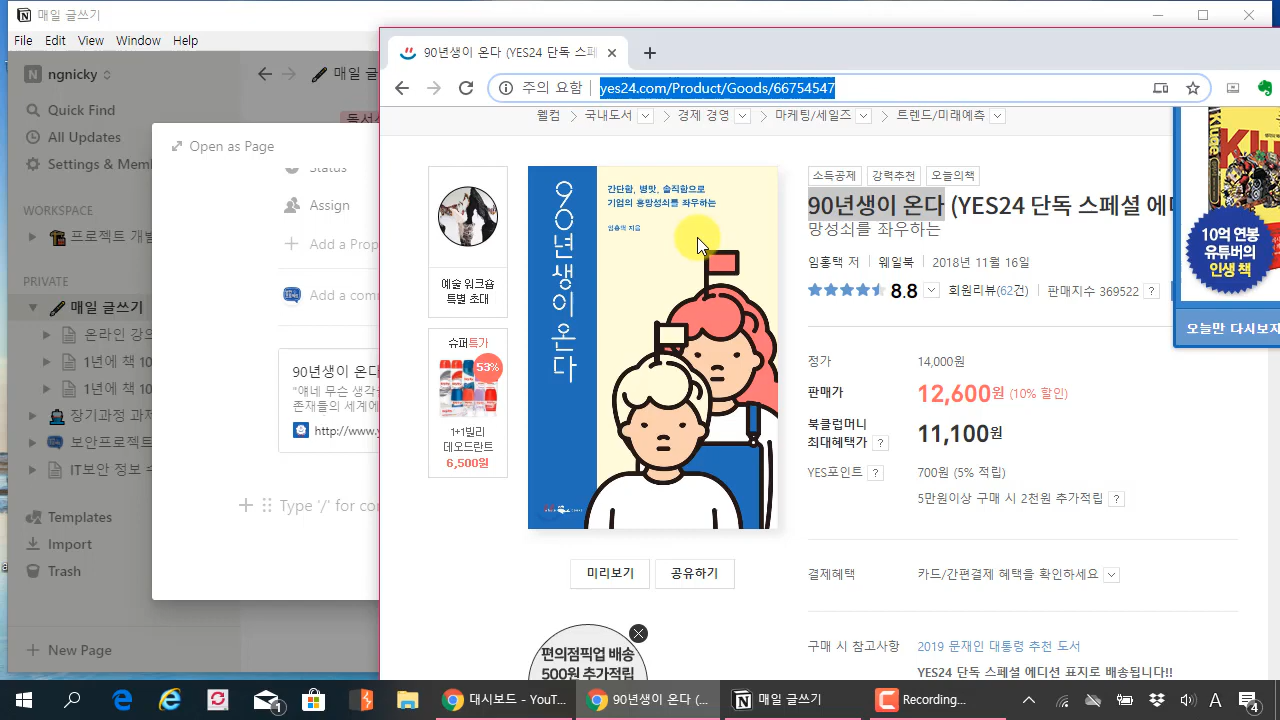 매일 글쓰기
File Edit View Window Help
ngnicky
매일 글
Quick Find
All Updates
Settings & Mem
WORKSPACE
프로젝트 개발
PRIVATE
매일 글쓰기
온라인 강의
1년에 책 10
1년에 책 10
장기과정 과제
보안프로젝트
IT보안 정보 수
Templates
Import
Trash
New Page
Open as Page
Status
Assign
Add a Prop
Add a com
90년생이 온다
"얘네 무슨 생각을
존재들의 세계에
http://www.y
Type '/' for co
90년생이 온다 (YES24 단독 스페
주의 요함 yes24.com/Product/Goods/66754547
웰컴 국내도서 경제 경영 마케팅/세일즈 트렌드/미래예측
예술 워크숍
특별 초대
슈퍼특가
53%
1+1빌리
데오드란트
6,500원
90년생이 온다
간단함, 병맛, 솔직함으로
기업의 흥망성쇠를 좌우하는
임홍택 지음
미리보기 공유하기
편의점픽업 배송
500원 추가적립
소득공제 강력추천 오늘의책
90년생이 온다 (YES24 단독 스페셜 에디
망성쇠를 좌우하는
임홍택 저 웨일북 2018년 11월 16일
8.8 회원리뷰(62건) 판매지수 369522 ?
정가 14,000원
판매가 12,600원 (10% 할인)
북클럽머니
최대혜택가 ? 11,100원
YES포인트 ? 700원 (5% 적립)
5만원이상 구매 시 2천원 추가적립 ?
결제혜택 카드/간편결제 혜택을 확인하세요
구매 시 참고사항 2019 문재인 대통령 추천 도서
YES24 단독 스페셜 에디션 표지로 배송됩니다!!
Klude
10억 연봉
유튜버의
인생 책
오늘만 다시보지
대시보드 - YouT...
90년생이 온다 (...
매일 글쓰기
Recording...
A
1
4